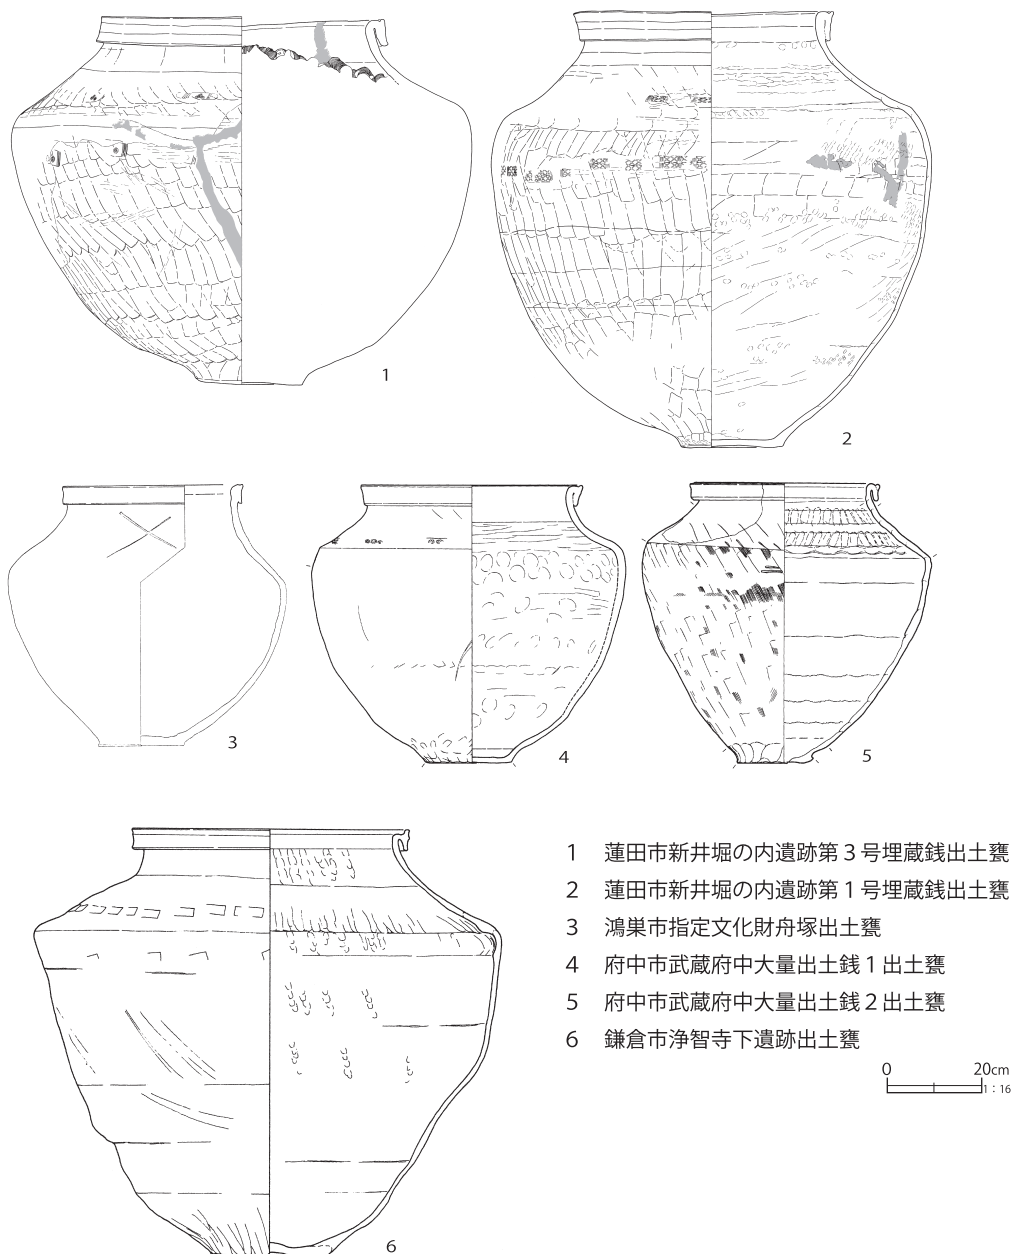 1
2
3
4
5
6
1 蓮田市新井堀の内遺跡第3号埋蔵銭出土甕
2 蓮田市新井堀の内遺跡第1号埋蔵銭出土甕
3 鴻巣市指定文化財舟塚出土甕
4 府中市武蔵府中大量出土銭1出土甕
5 府中市武蔵府中大量出土銭2出土甕
6 鎌倉市浄智寺下遺跡出土甕
0 20cm
1:16